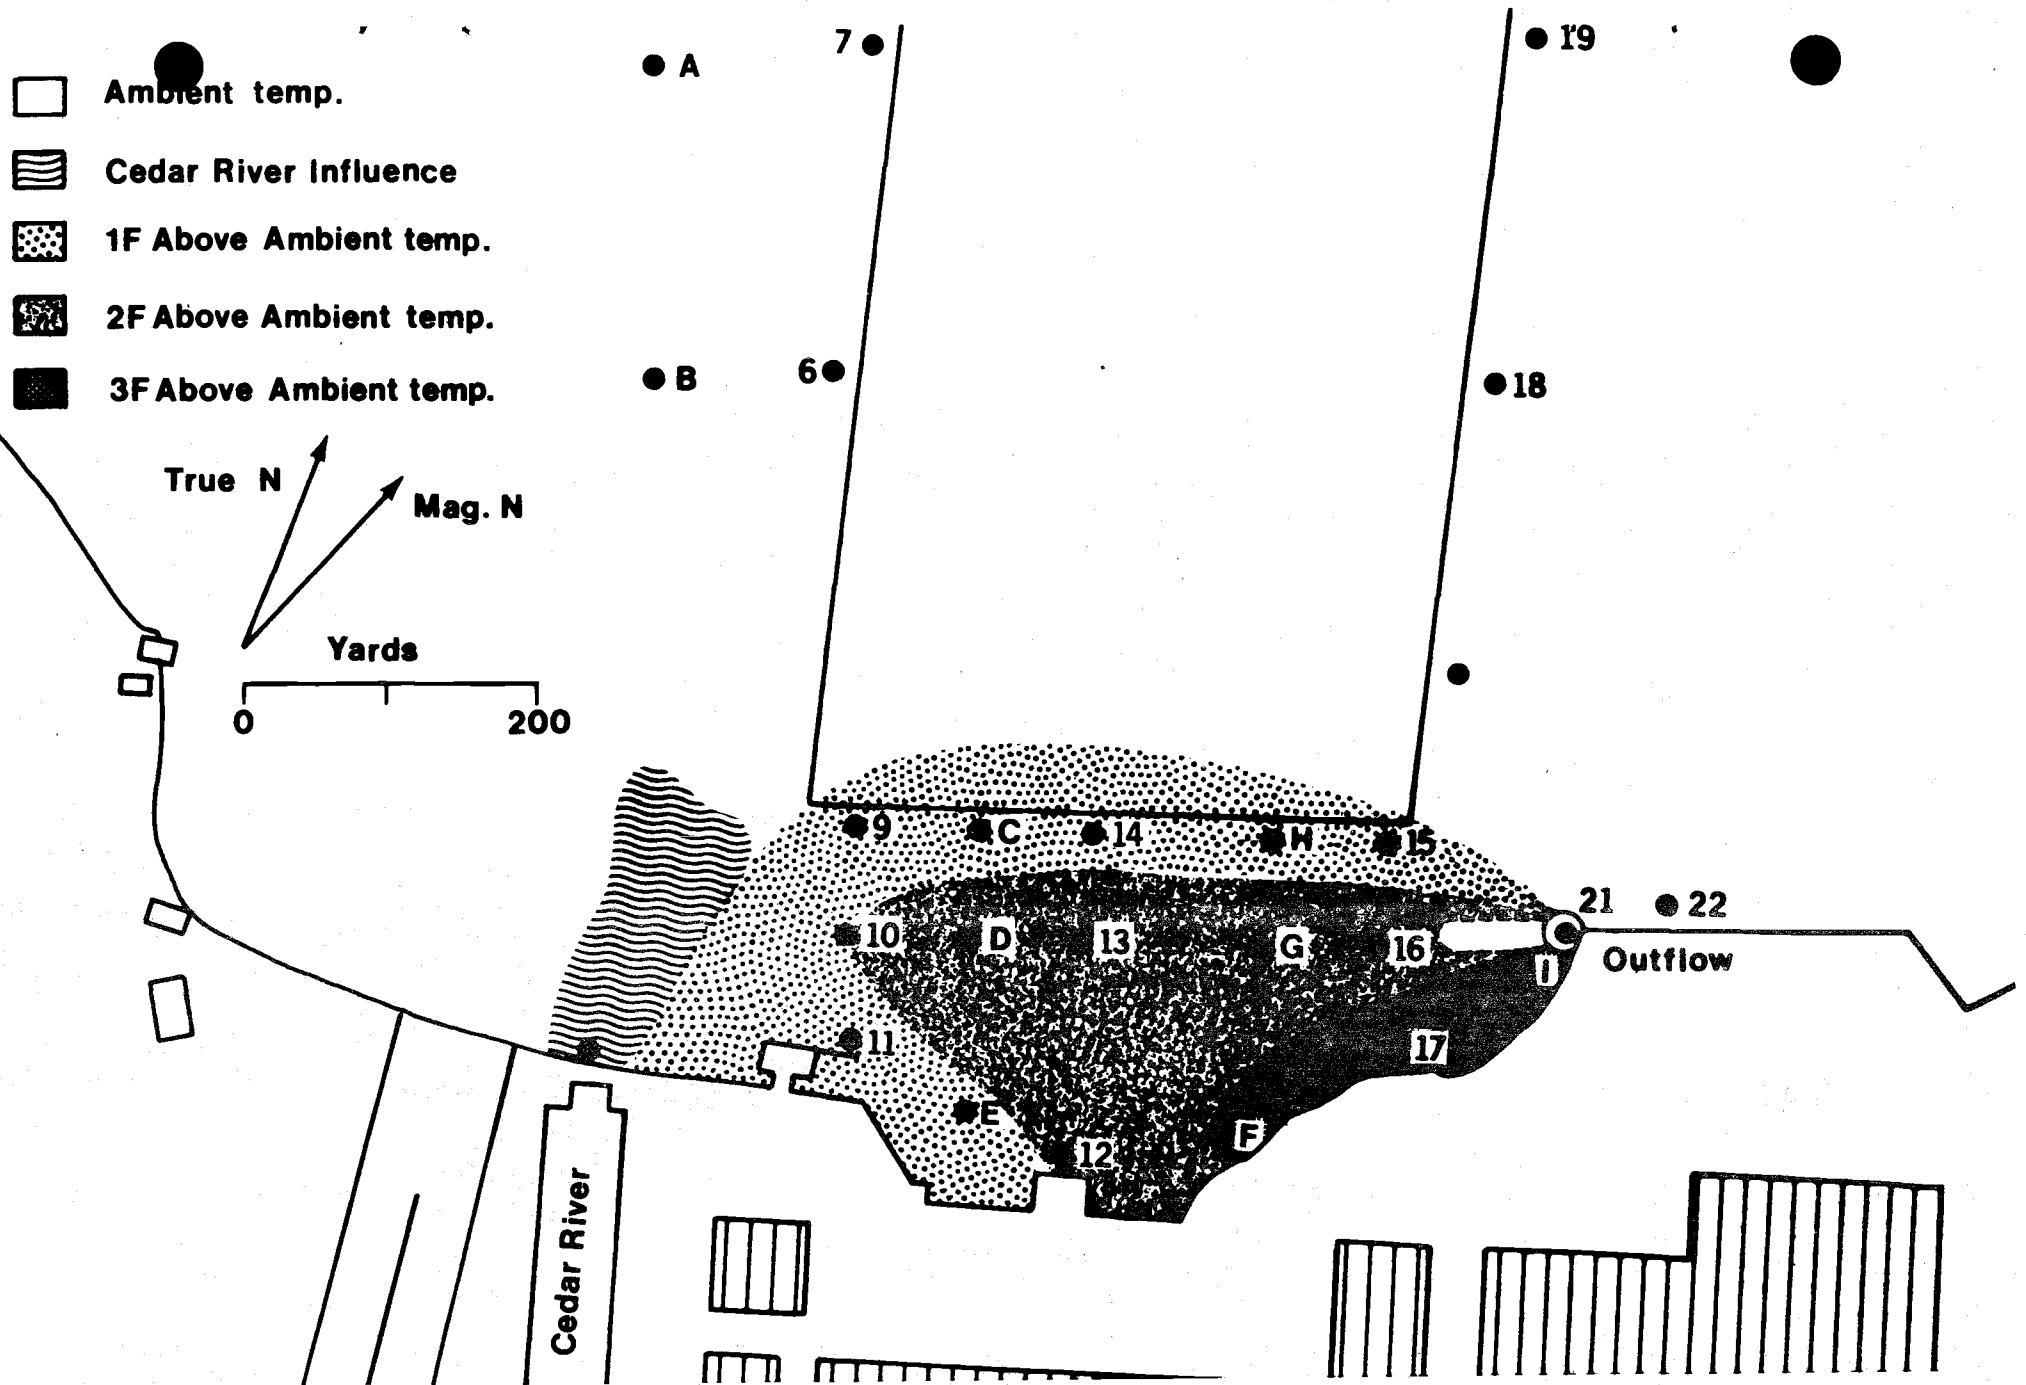 7
19
A
Ambient temp.
Cedar River Influence
1F Above Ambient temp.
2F Above Ambient temp.
3F Above Ambient temp.
B
6
18
True N
Mag. N
Yards
0
200
9
C
14
H
15
21
22
10
D
13
G
16
Outflow
I
11
17
E
12
F
Cedar River